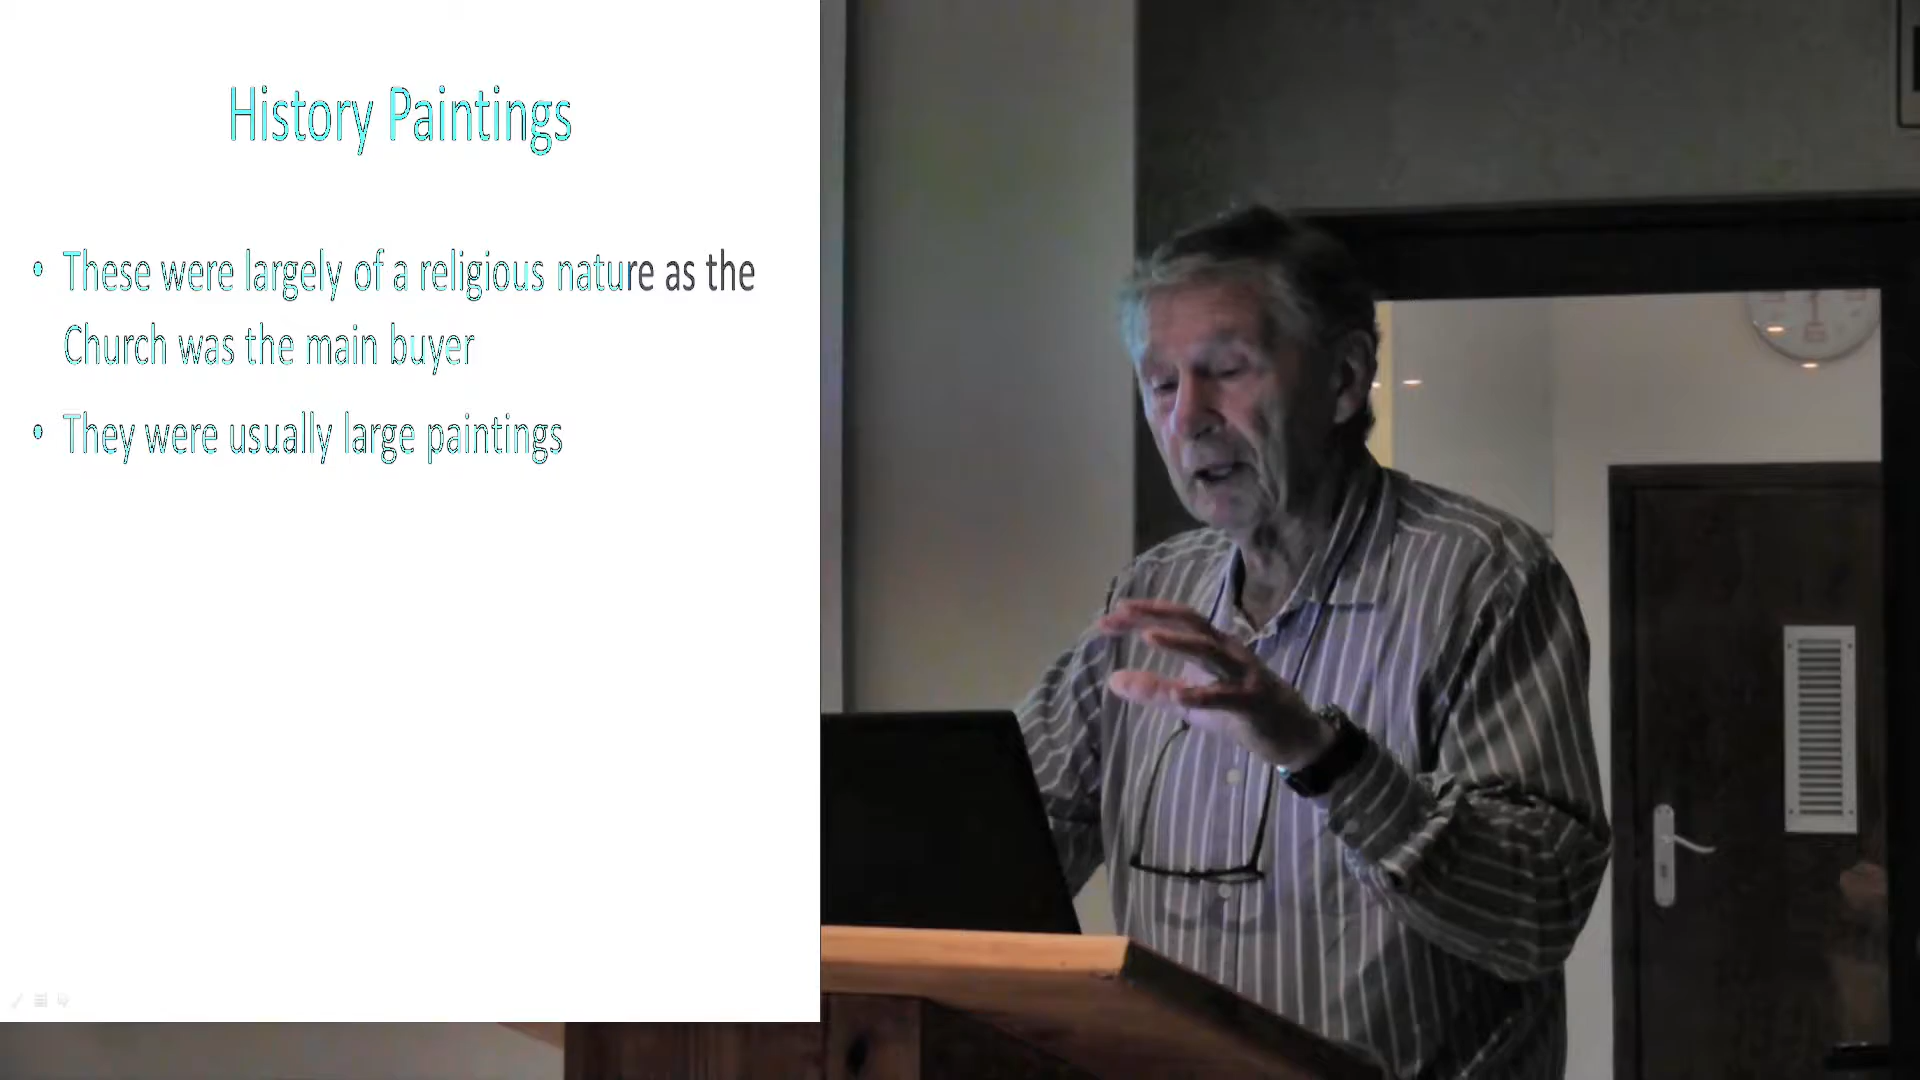 History Paintings
• These were largely of a religious nature as the
Church was the main buyer
• They were usually large paintings